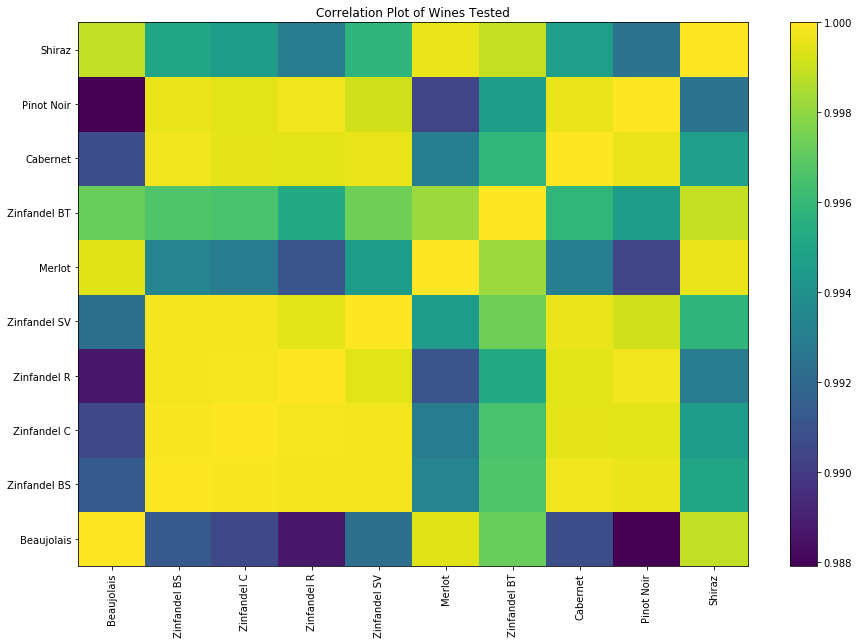 Correlation Plot of Wines Tested
Shiraz
Pinot Noir
Cabernet
Zinfandel BT
Merlot
Zinfandel SV
Zinfandel R
Zinfandel C
Zinfandel BS
Beaujolais
Beaujolais
Zinfandel BS
Zinfandel C
Zinfandel R
Zinfandel SV
Merlot
Zinfandel BT
Cabernet
Pinot Noir
Shiraz
1.000
0.998
0.996
0.994
0.992
0.990
0.988